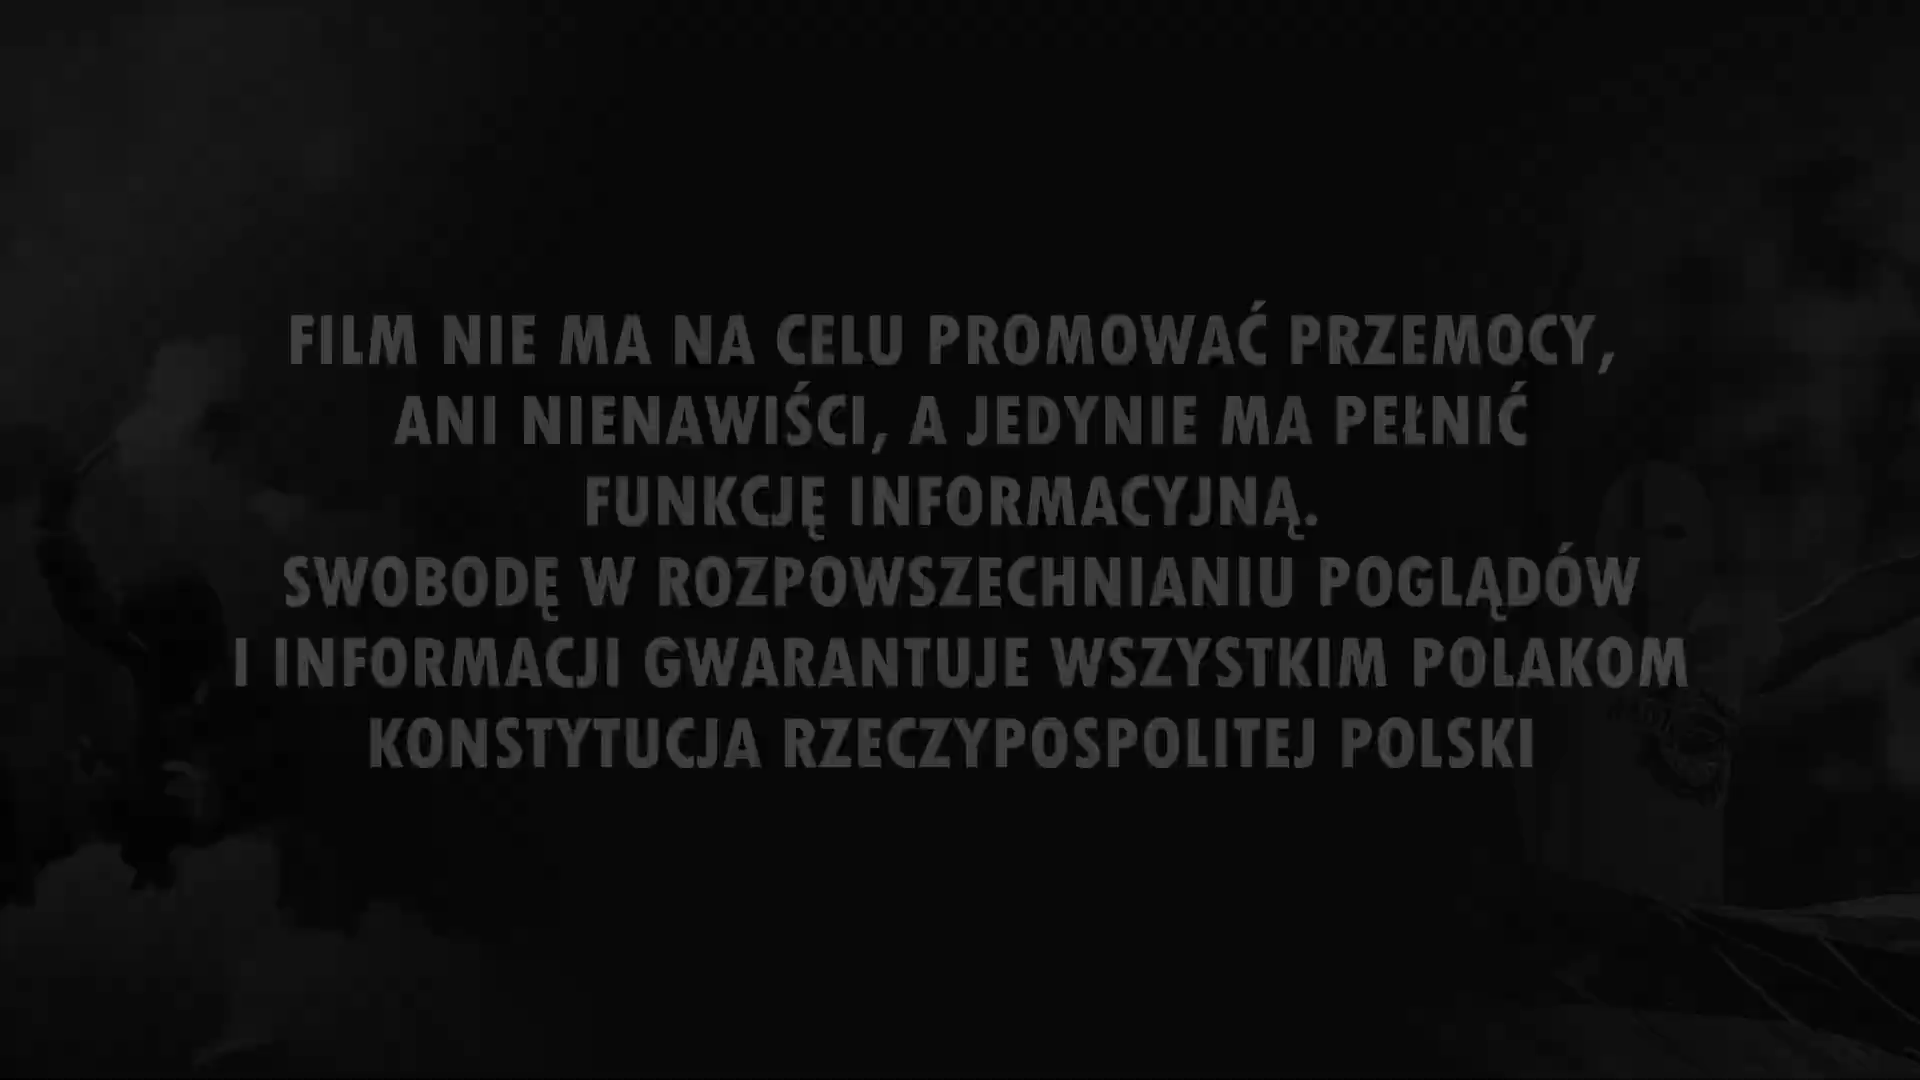 FILM NIE MA NA CELU PROMOWAĆ PRZEMOCY,
ANI NIENAWIŚCI, A JEDYNIE MA PEŁNIĆ
FUNKCJĘ INFORMACYJNĄ.
SWOBODĘ W ROZPOWSZECHNIANIU POGLĄDÓW
I INFORMACJI GWARANTUJE WSZYSTKIM POLAKOM
KONSTYTUCJA RZECZYPOSPOLITEJ POLSKI